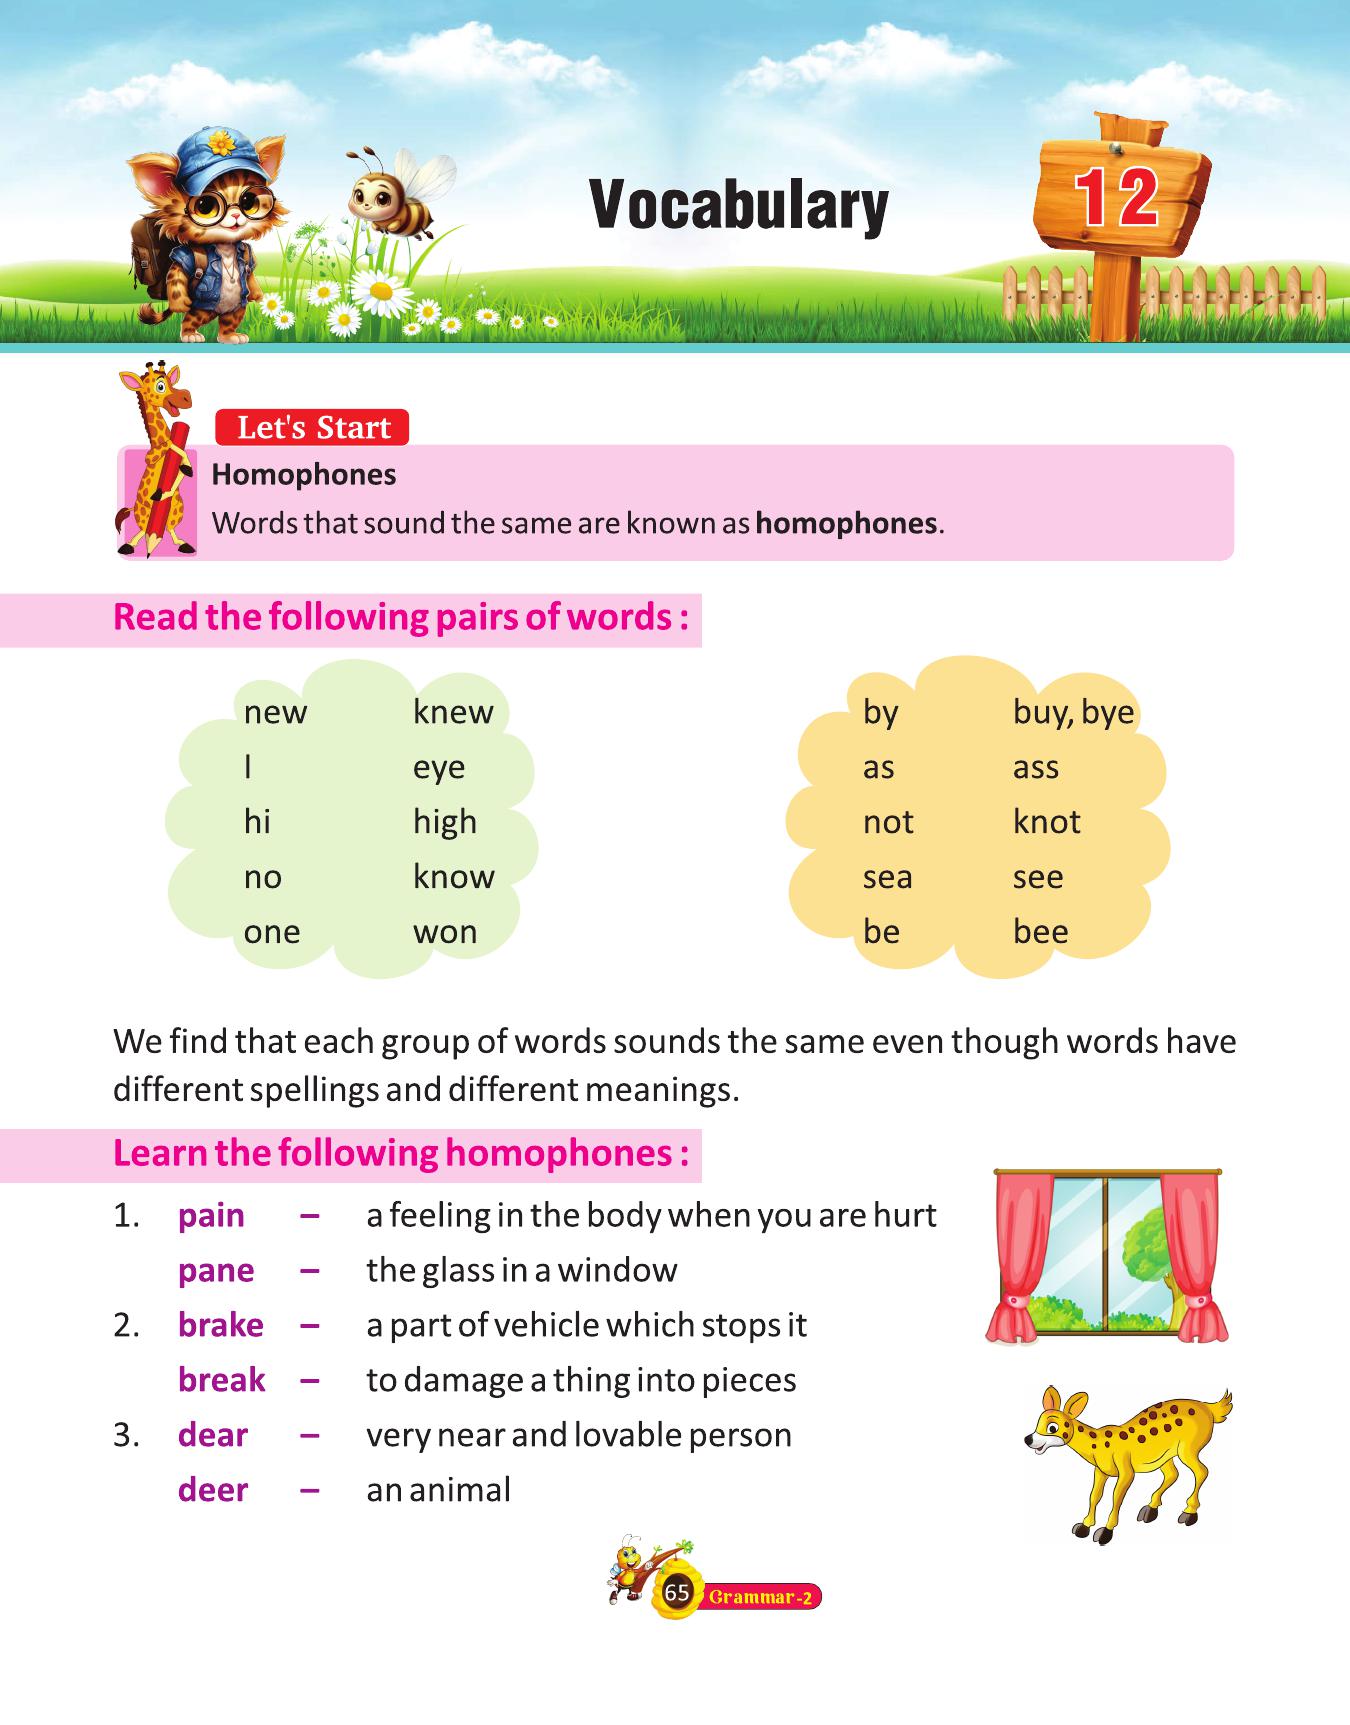 Vocabulary
12
Let's Start
Homophones
Words that sound the same are known as homophones.
Read the following pairs of words :
new knew
I eye
hi high
no know
one won
by buy, bye
as ass
not knot
sea see
be bee
We find that each group of words sounds the same even though words have
different spellings and different meanings.
Learn the following homophones :
1. pain – a feeling in the body when you are hurt
pane – the glass in a window
2. brake – a part of vehicle which stops it
break – to damage a thing into pieces
3. dear – very near and lovable person
deer – an animal
65 Grammar-2